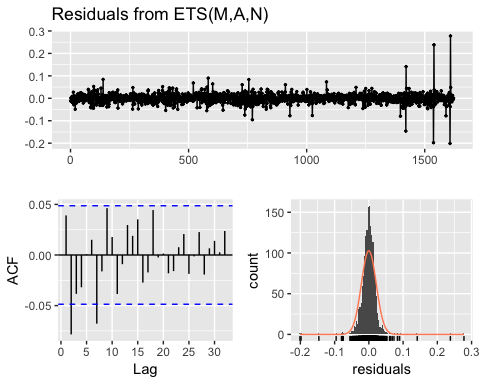 Residuals from ETS(M,A,N)
0.3
0.2
0.1
0.0
-0.1
-0.2
0 500 1000 1500
ACF
0.05
0.00
-0.05
0 5 10 15 20 25 30
Lag
count
150
100
50
0
-0.2 -0.1 0.0 0.1 0.2 0.3
residuals